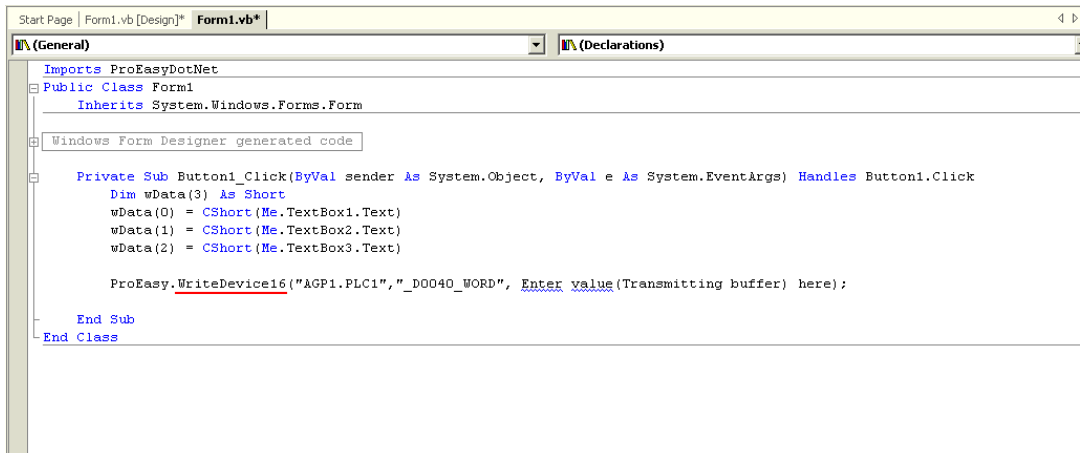 Start Page Form1.vb [Design]* Form1.vb*
(General) (Declarations)
Imports ProEasyDotNet
Public Class Form1
Inherits System.Windows.Forms.Form
Windows Form Designer generated code
Private Sub Button1_Click(ByVal sender As System.Object, ByVal e As System.EventArgs) Handles Button1.Click
Dim wData(3) As Short
wData(0) = CShort(Me.TextBox1.Text)
wData(1) = CShort(Me.TextBox2.Text)
wData(2) = CShort(Me.TextBox3.Text)
ProEasy.WriteDevice16("AGP1.PLC1","_D0040_WORD", Enter value(Transmitting buffer) here);
End Sub
End Class